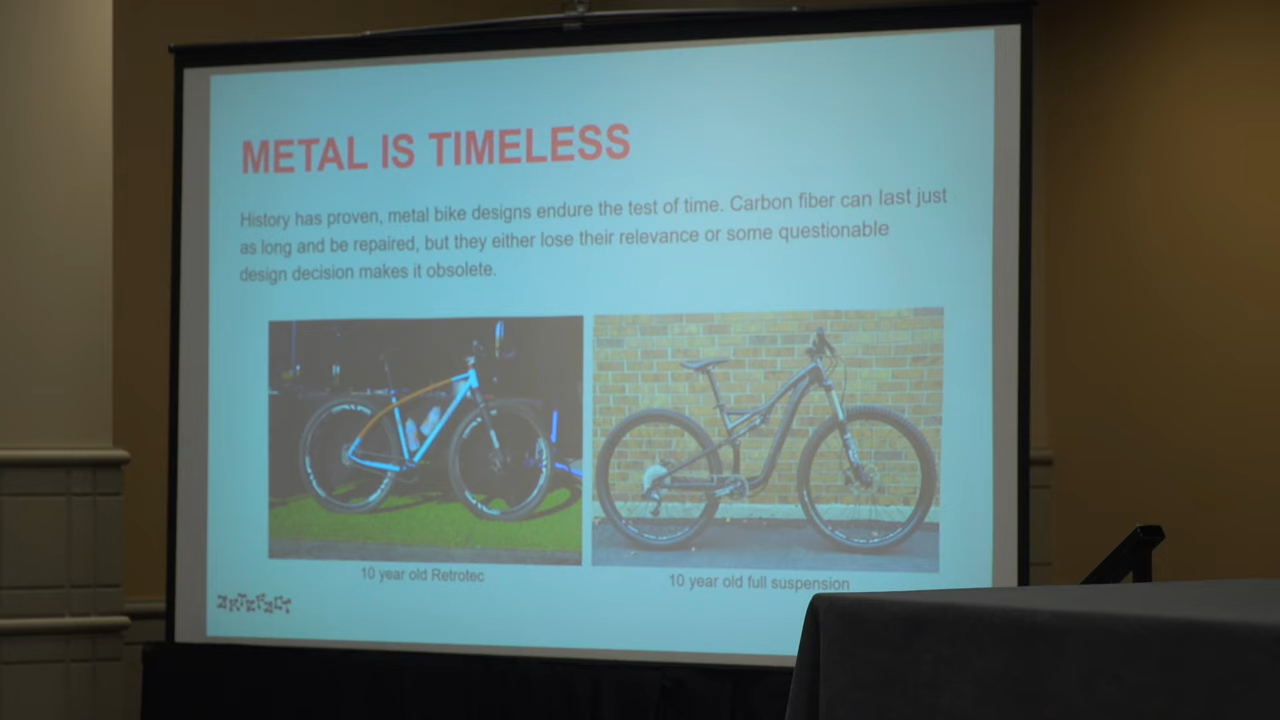 METAL IS TIMELESS
History has proven, metal bike designs endure the test of time. Carbon fiber can last just
as long and be repaired, but they either lose their relevance or some questionable
design decision makes it obsolete.
10 year old Retrotec
10 year old full suspension
ARTEFACT